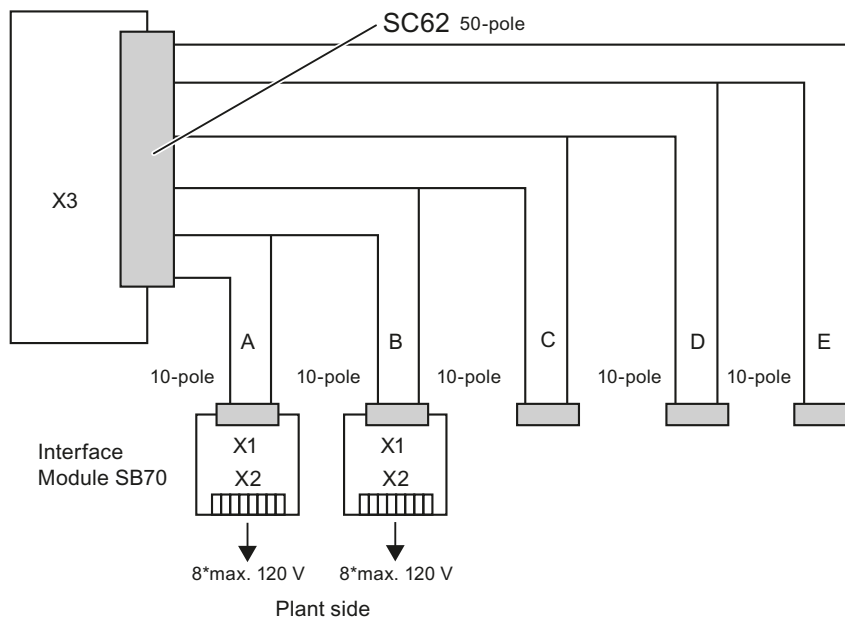 SC62 50-pole
X3
A B C D E
10-pole 10-pole 10-pole 10-pole 10-pole
Interface
Module SB70
X1 X1
X2 X2
8*max. 120 V 8*max. 120 V
Plant side